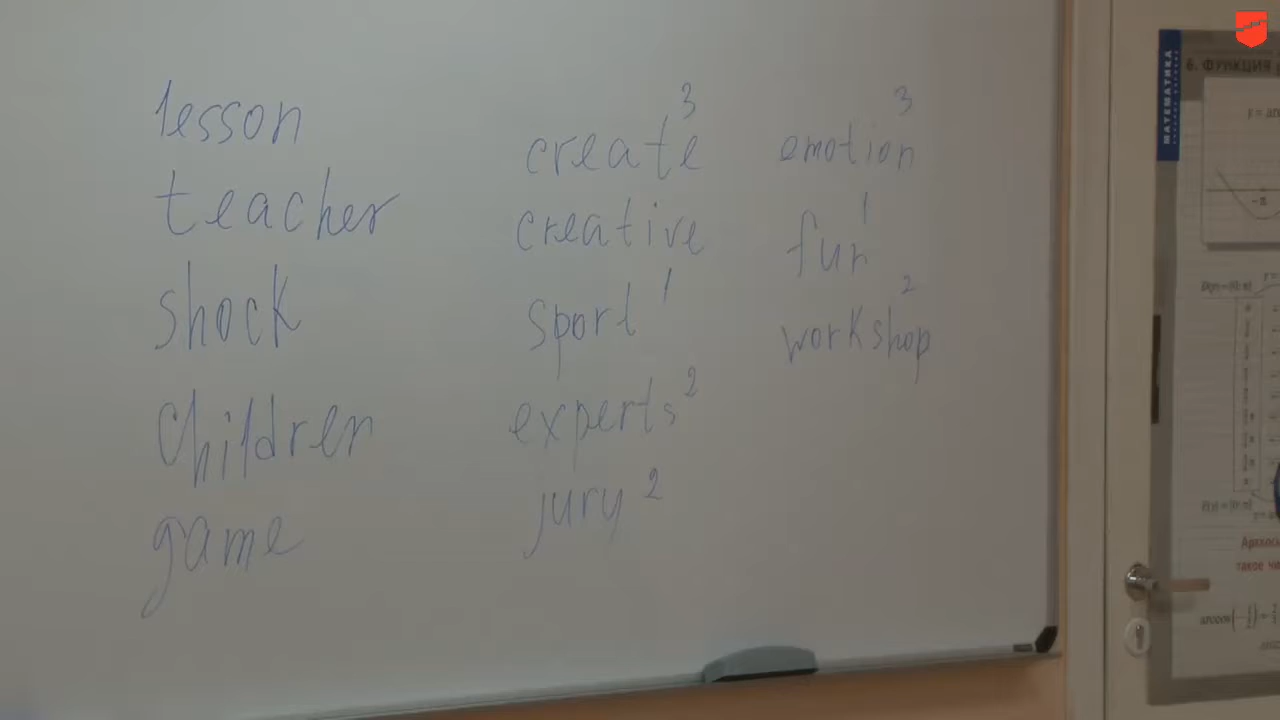 lesson
teacher
shock
children
game
create 3
creative
sport 1
experts 2
jury 2
emotion 3
fun 1
workshop 2
МАТЕМАТИКА
6. ФУНКЦИЯ
-π
такое